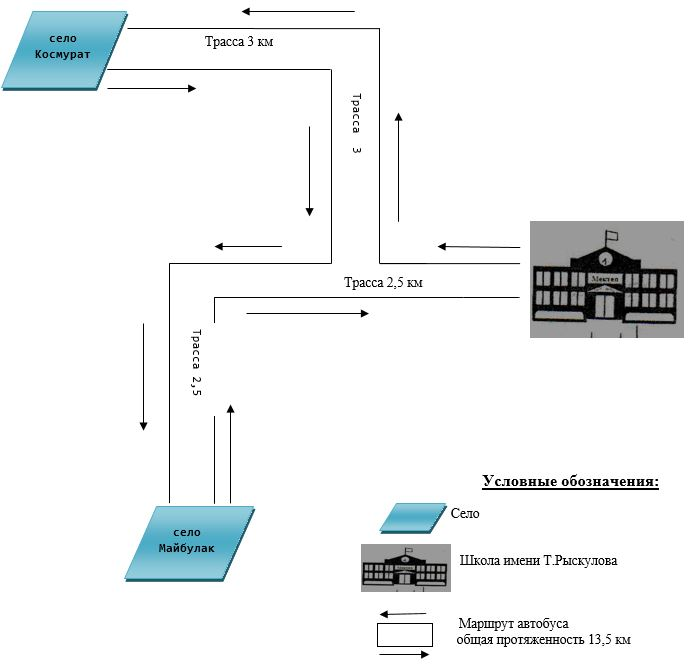 село
Космурат
Трасса 3 км
Трасса 3
Трасса 2,5 км
Мектеп
Трасса 2,5
село
Майбулак
Условные обозначения:
Село
Школа имени Т.Рыскулова
Маршрут автобуса
общая протяженность 13,5 км